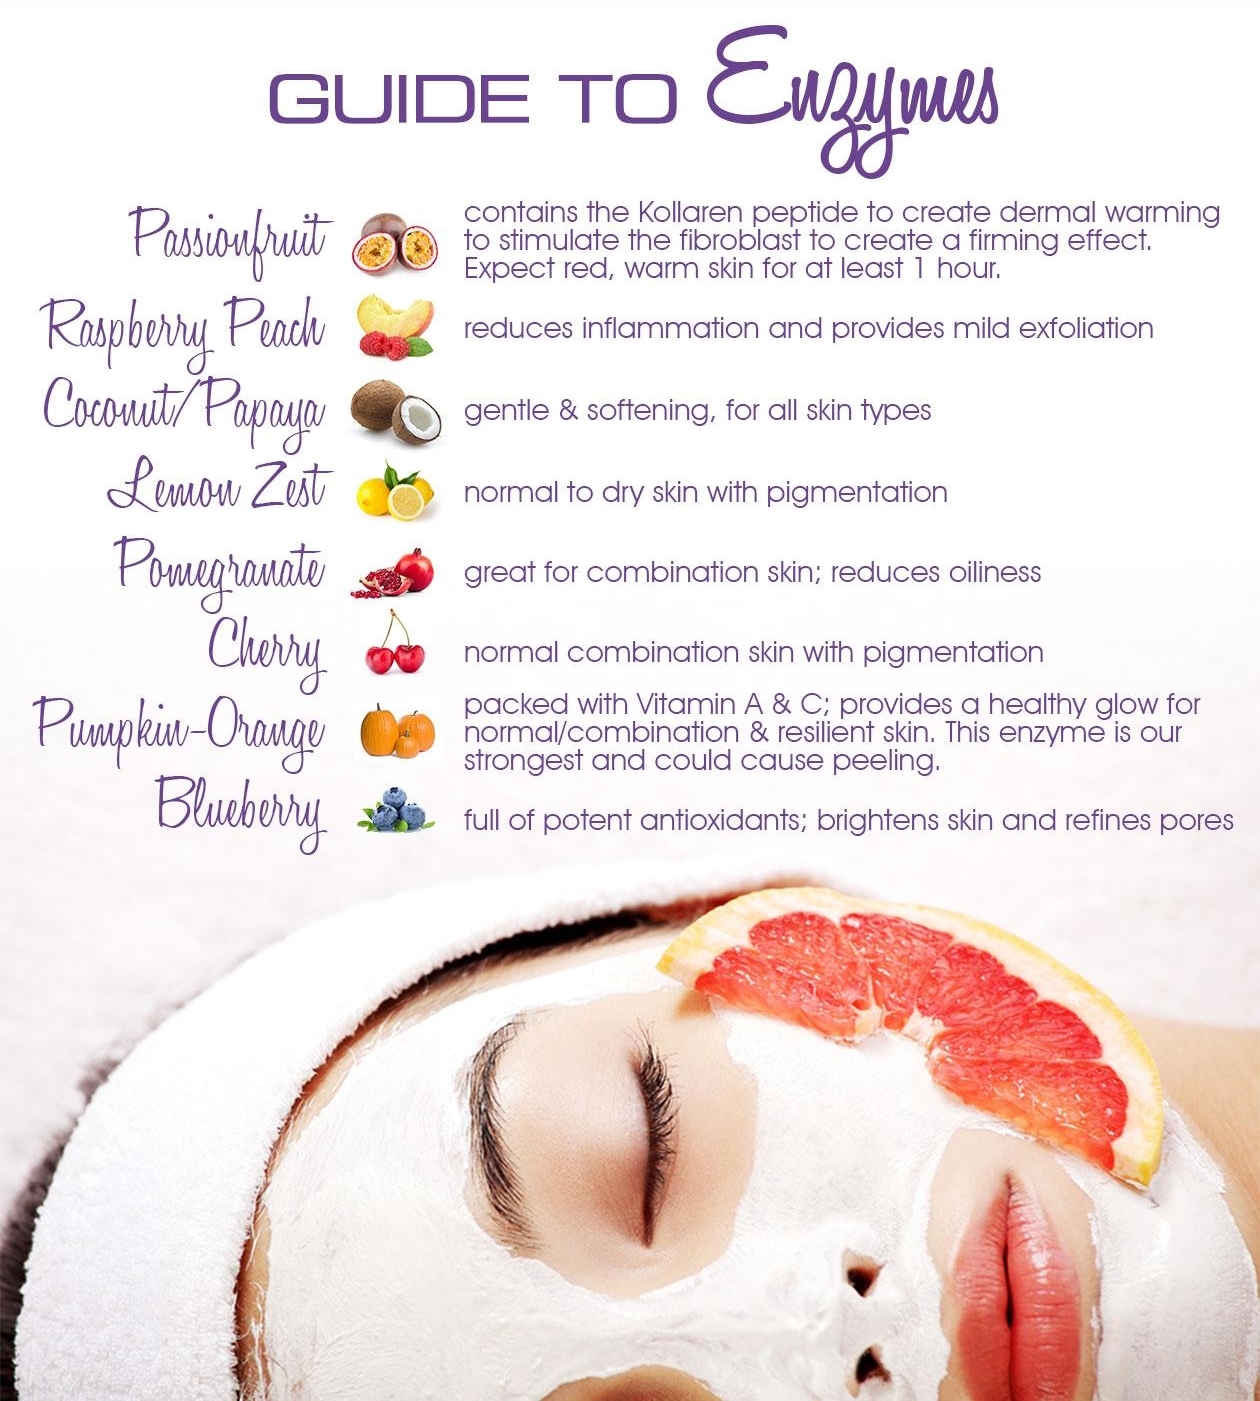 GUIDE TO Enzymes
Passionfruit
contains the Kollaren peptide to create dermal warming
to stimulate the fibroblast to create a firming effect.
Expect red, warm skin for at least 1 hour.
Raspberry Peach
reduces inflammation and provides mild exfoliation
Coconut/Papaya
gentle & softening, for all skin types
Lemon Zest
normal to dry skin with pigmentation
Pomegranate
great for combination skin; reduces oiliness
Cherry
normal combination skin with pigmentation
Pumpkin-Orange
packed with Vitamin A & C; provides a healthy glow for
normal/combination & resilient skin. This enzyme is our
strongest and could cause peeling.
Blueberry
full of potent antioxidants; brightens skin and refines pores